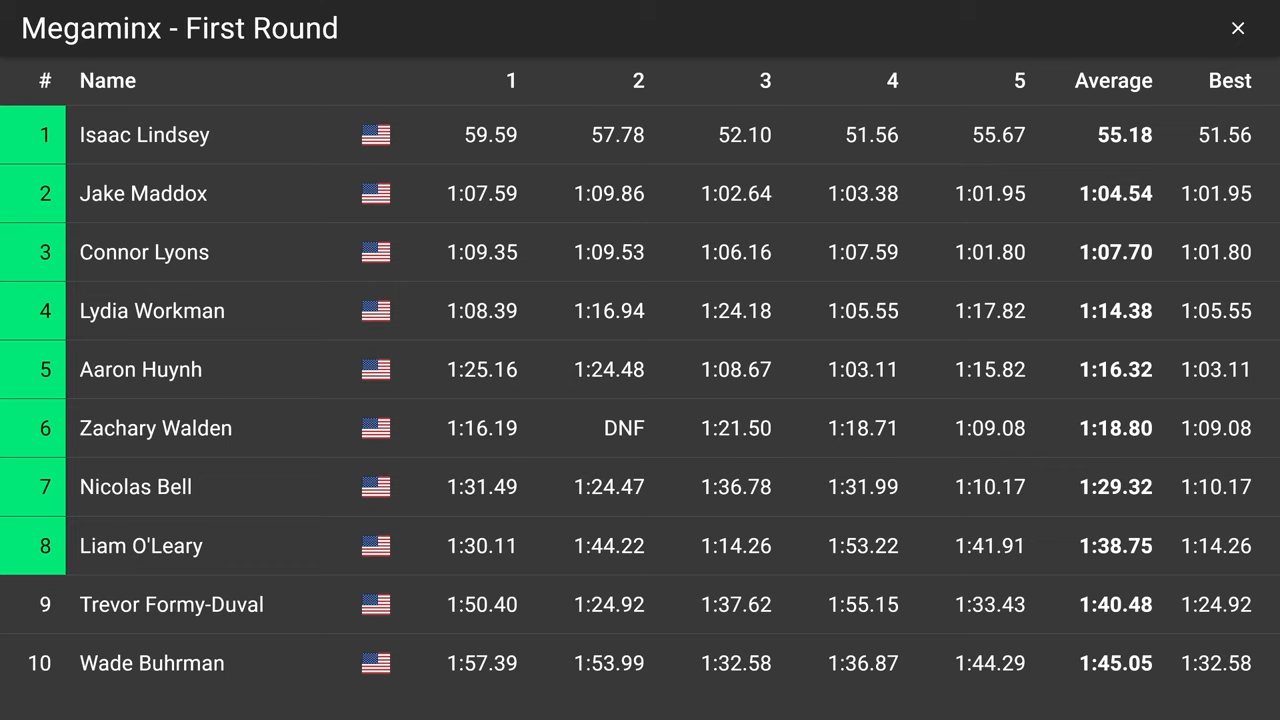 Megaminx - First Round ×
# Name 1 2 3 4 5 Average Best
1 Isaac Lindsey 59.59 57.78 52.10 51.56 55.67 55.18 51.56
2 Jake Maddox 1:07.59 1:09.86 1:02.64 1:03.38 1:01.95 1:04.54 1:01.95
3 Connor Lyons 1:09.35 1:09.53 1:06.16 1:07.59 1:01.80 1:07.70 1:01.80
4 Lydia Workman 1:08.39 1:16.94 1:24.18 1:05.55 1:17.82 1:14.38 1:05.55
5 Aaron Huynh 1:25.16 1:24.48 1:08.67 1:03.11 1:15.82 1:16.32 1:03.11
6 Zachary Walden 1:16.19 DNF 1:21.50 1:18.71 1:09.08 1:18.80 1:09.08
7 Nicolas Bell 1:31.49 1:24.47 1:36.78 1:31.99 1:10.17 1:29.32 1:10.17
8 Liam O'Leary 1:30.11 1:44.22 1:14.26 1:53.22 1:41.91 1:38.75 1:14.26
9 Trevor Formy-Duval 1:50.40 1:24.92 1:37.62 1:55.15 1:33.43 1:40.48 1:24.92
10 Wade Buhrman 1:57.39 1:53.99 1:32.58 1:36.87 1:44.29 1:45.05 1:32.58